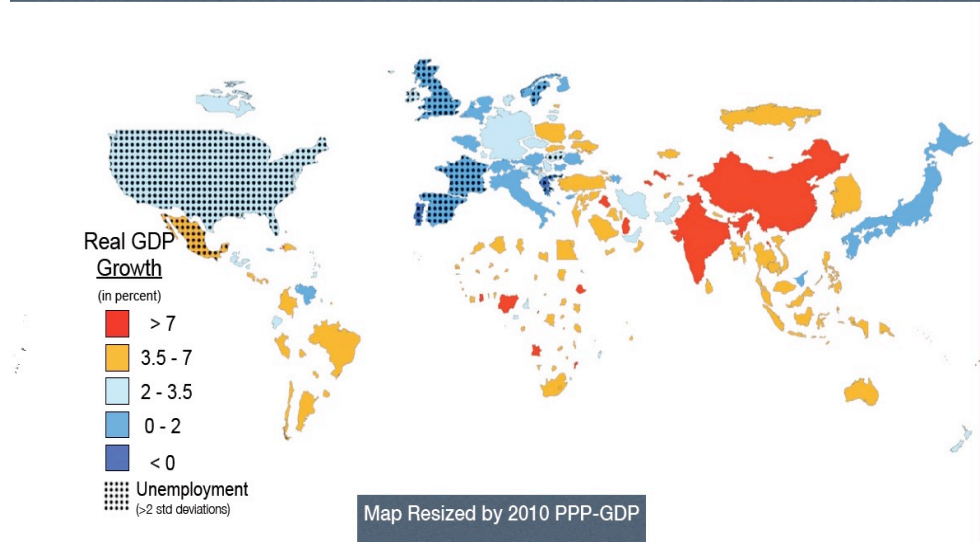 Real GDP
Growth
(in percent)
> 7
3.5 - 7
2 - 3.5
0 - 2
< 0
Unemployment
(>2 std deviations)
Map Resized by 2010 PPP-GDP